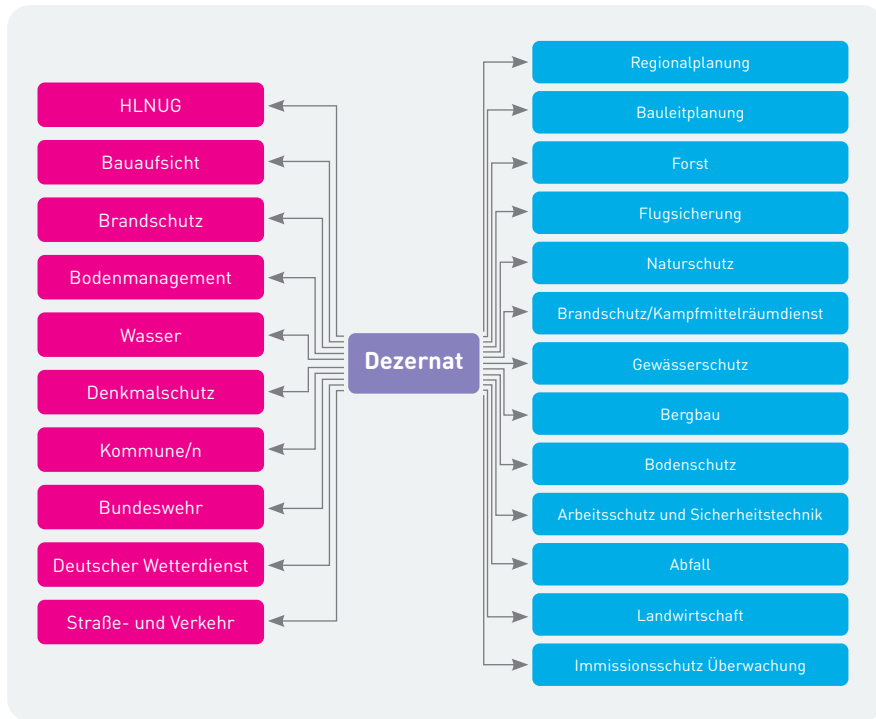 HLNUG
Bauaufsicht
Brandschutz
Bodenmanagement
Wasser
Denkmalschutz
Kommune/n
Bundeswehr
Deutscher Wetterdienst
Straße- und Verkehr
Dezernat
Regionalplanung
Bauleitplanung
Forst
Flugsicherung
Naturschutz
Brandschutz/Kampfmittelräumdienst
Gewässerschutz
Bergbau
Bodenschutz
Arbeitsschutz und Sicherheitstechnik
Abfall
Landwirtschaft
Immissionsschutz Überwachung